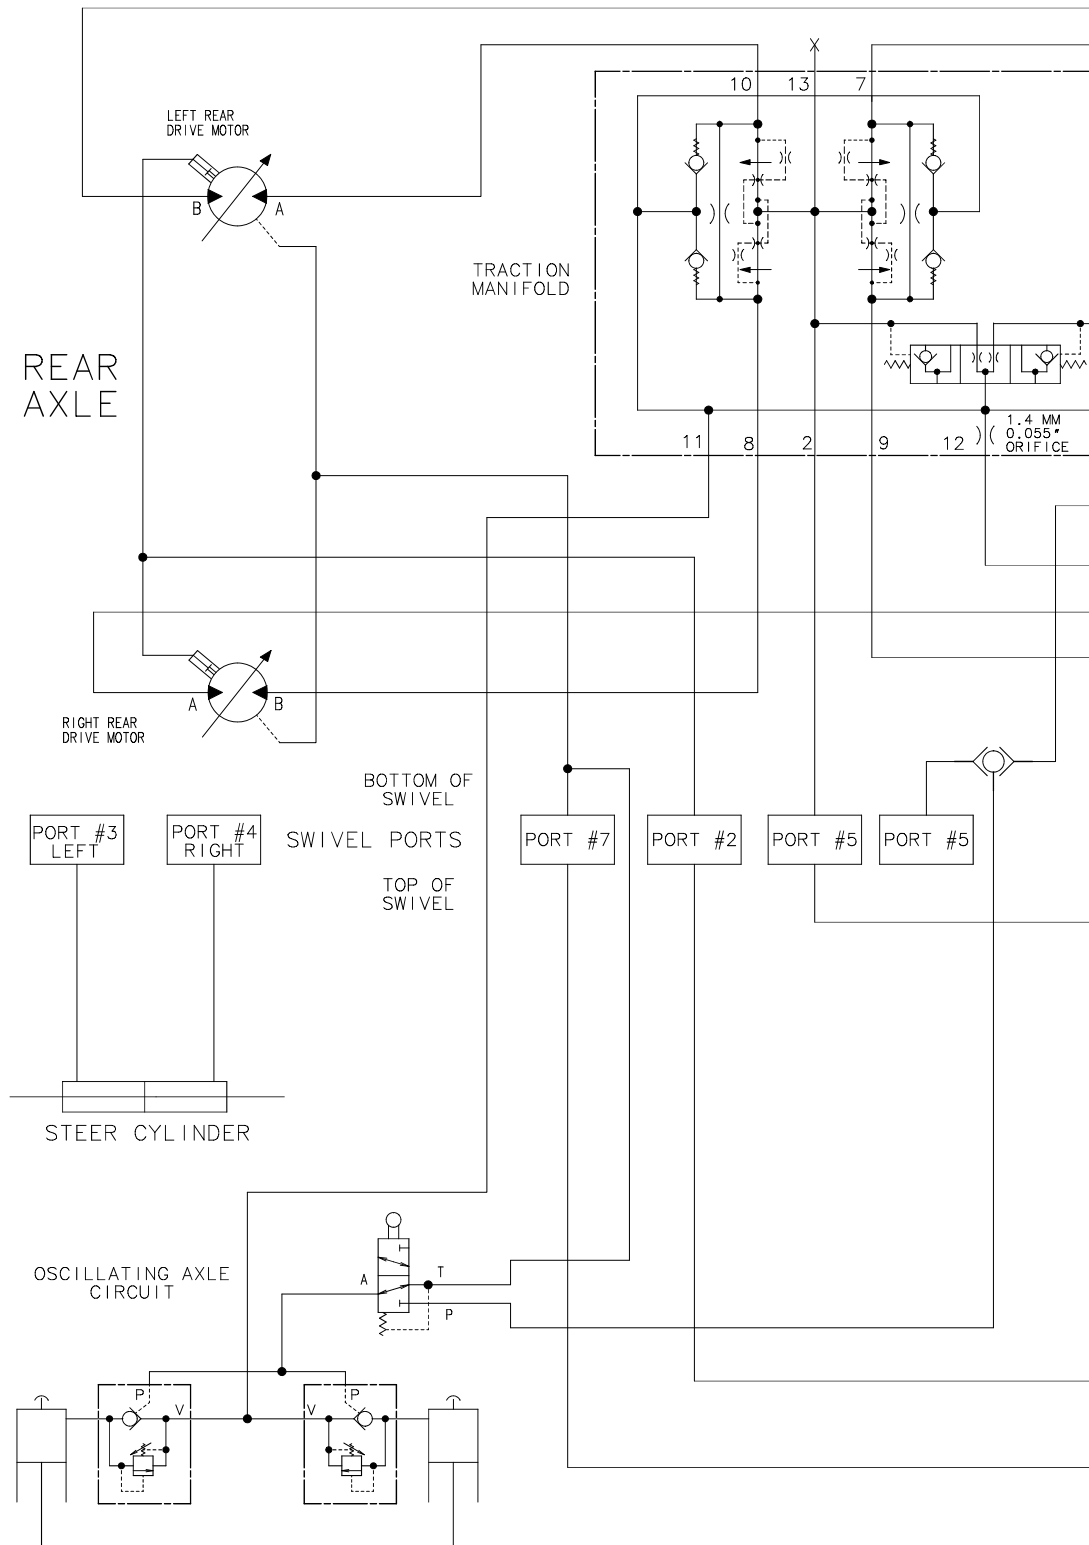 10 13 7
LEFT REAR
DRIVE MOTOR
B A
TRACTION
MANIFOLD
REAR
AXLE
1.4 MM
0.055"
ORIFICE
11 8 2 9 12
A B
RIGHT REAR
DRIVE MOTOR
BOTTOM OF
SWIVEL
PORT #3
LEFT
PORT #4
RIGHT
SWIVEL PORTS
PORT #7
PORT #2
PORT #5
PORT #5
TOP OF
SWIVEL
STEER CYLINDER
OSCILLATING AXLE
CIRCUIT
A
T
P
P
V
V
P